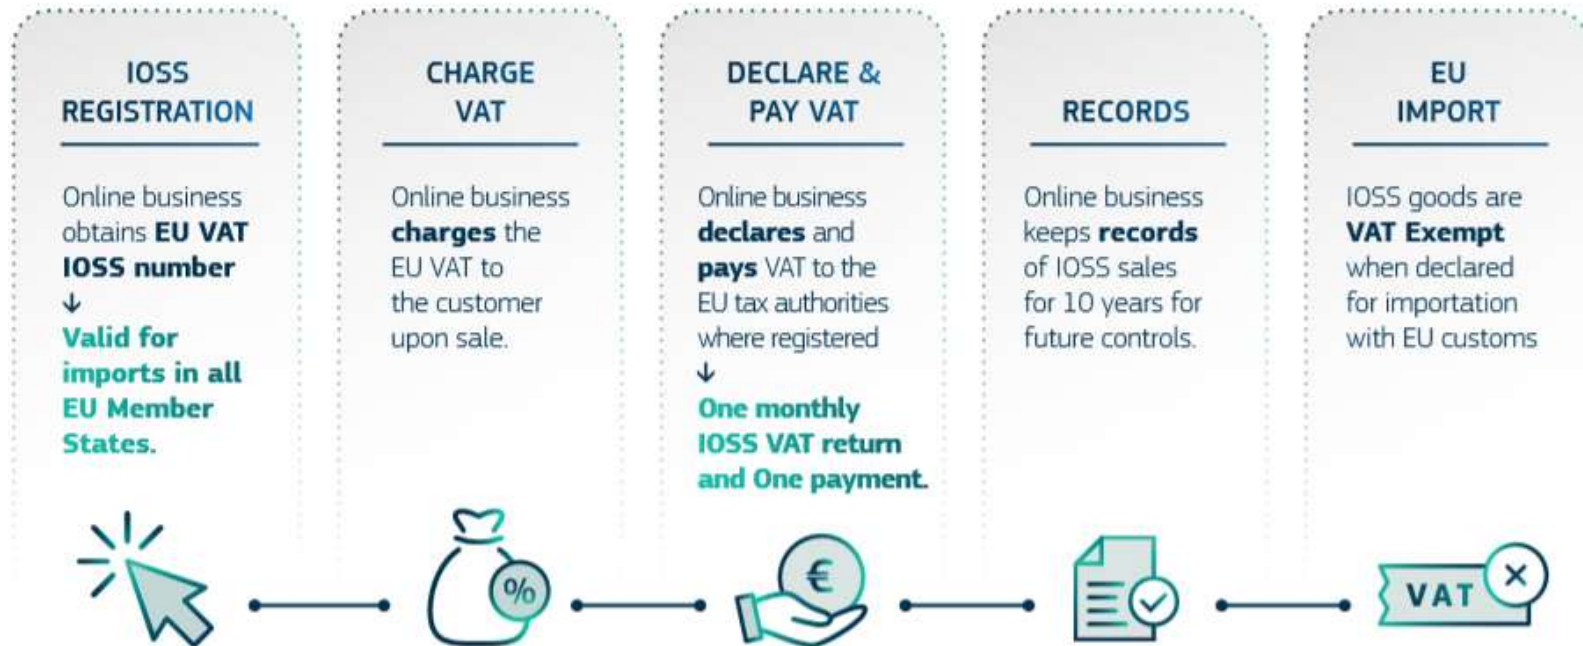 IOSS
REGISTRATION
Online business
obtains EU VAT
IOSS number
↓
Valid for
imports in all
EU Member
States.
CHARGE
VAT
Online business
charges the
EU VAT to
the customer
upon sale.
%
DECLARE &
PAY VAT
Online business
declares and
pays VAT to the
EU tax authorities
where registered
↓
One monthly
IOSS VAT return
and One payment.
€
RECORDS
Online business
keeps records
of IOSS sales
for 10 years for
future controls.
EU
IMPORT
IOSS goods are
VAT Exempt
when declared
for importation
with EU customs
VAT